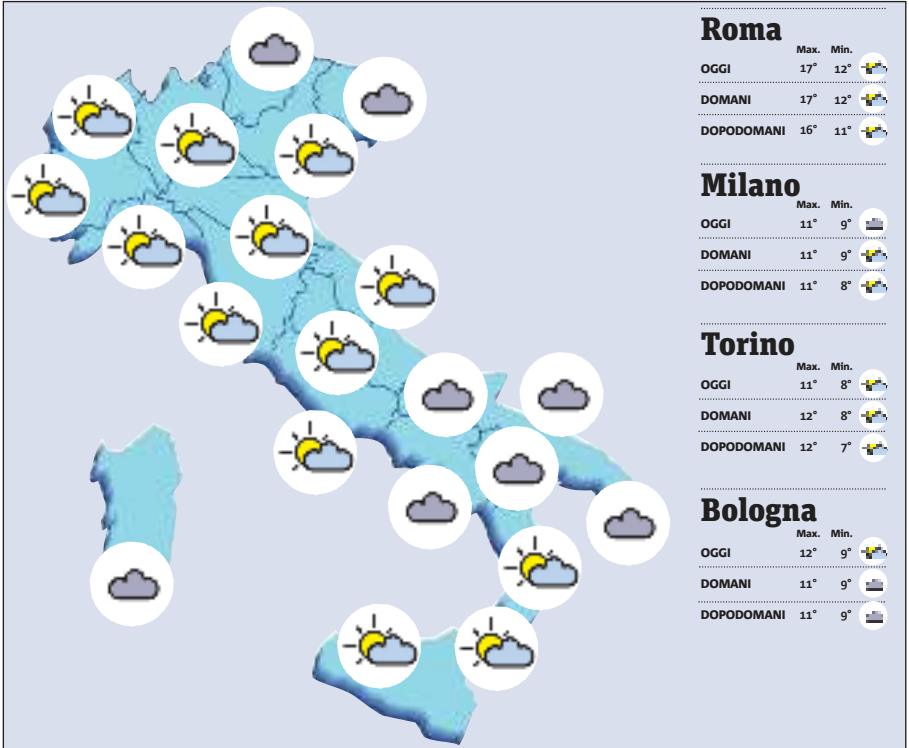 Roma
Max. Min.
OGGI 17° 12°
DOMANI 17° 12°
DOPODOMANI 16° 11°
Milano
Max. Min.
OGGI 11° 9°
DOMANI 11° 9°
DOPODOMANI 11° 8°
Torino
Max. Min.
OGGI 11° 8°
DOMANI 12° 8°
DOPODOMANI 12° 7°
Bologna
Max. Min.
OGGI 12° 9°
DOMANI 11° 9°
DOPODOMANI 11° 9°